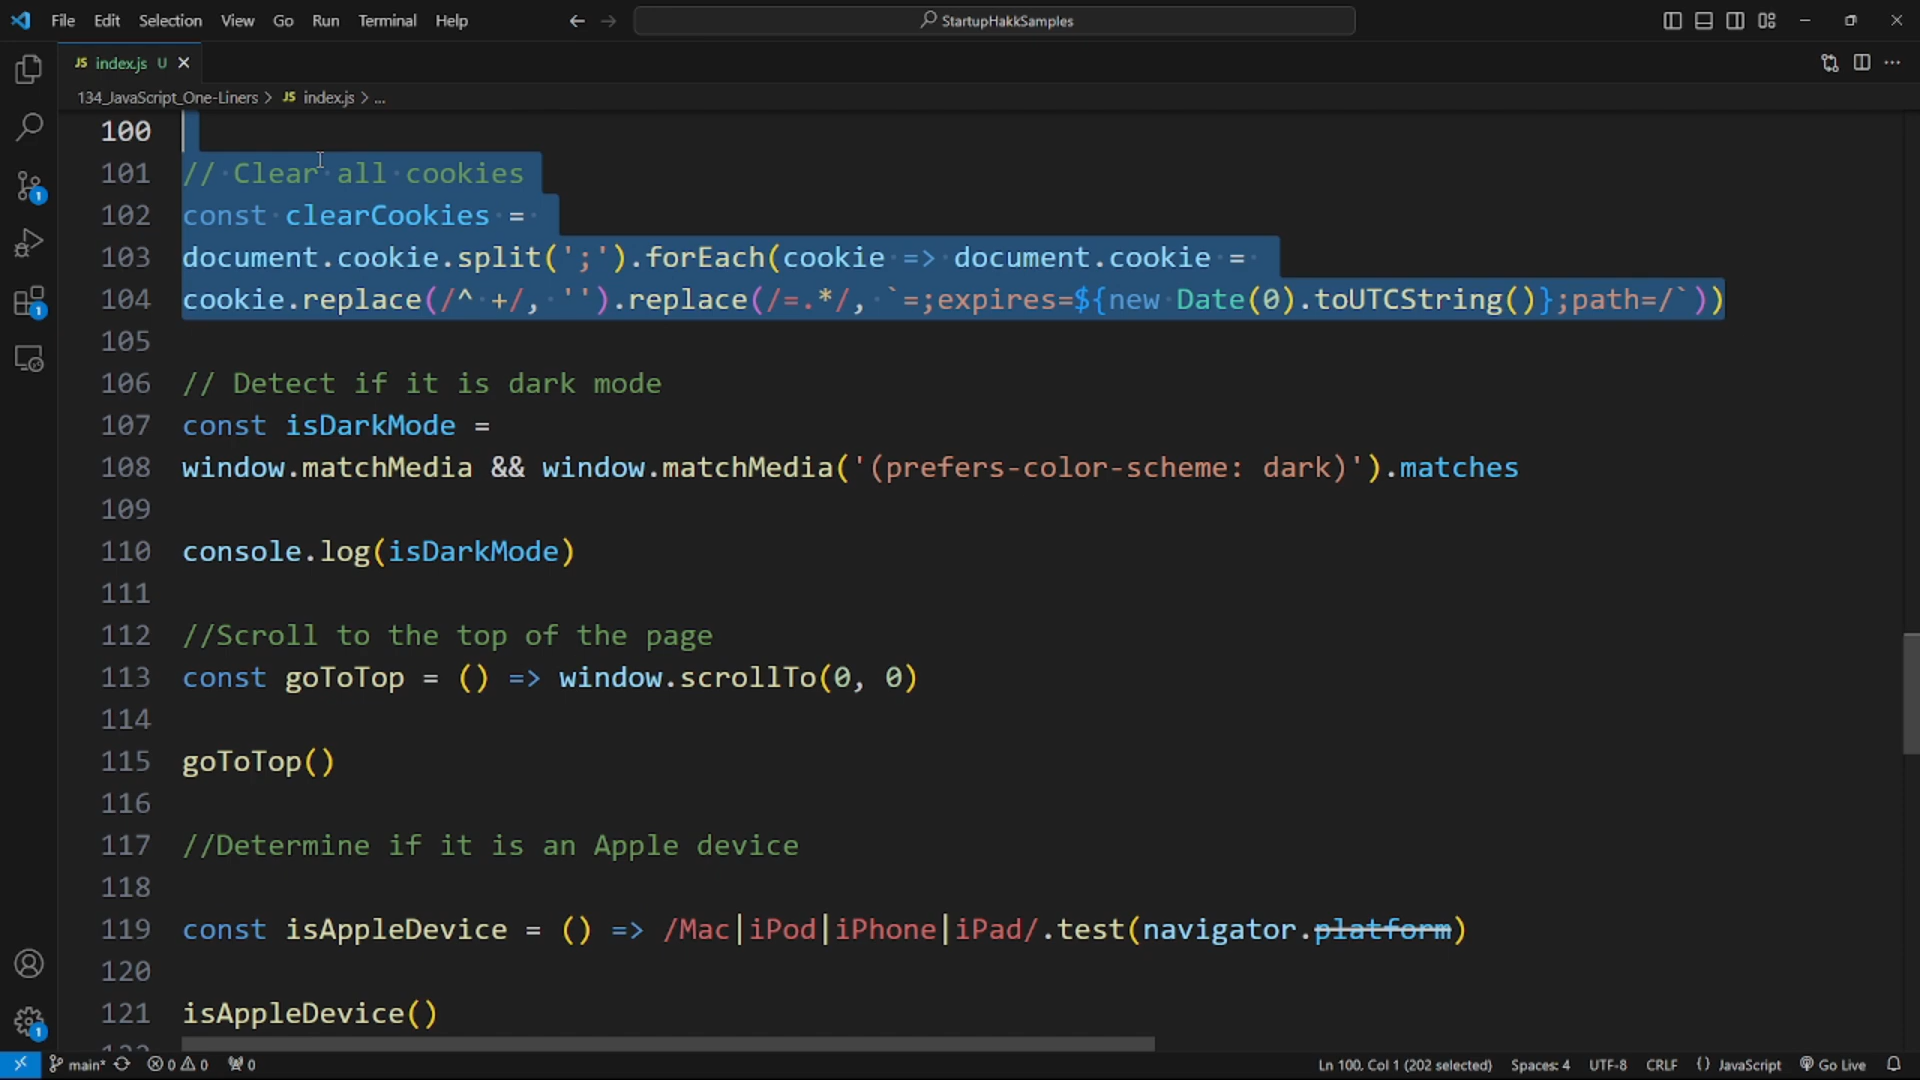 File Edit Selection View Go Run Terminal Help StartupHakkSamples
JS index.js U
134_JavaScript_One-Liners > JS index.js > ...
100
101 // Clear all cookies
102 const clearCookies =
103 document.cookie.split(';').forEach(cookie => document.cookie =
104 cookie.replace(/^ +/, '').replace(/=.*/, `=;expires=${new Date(0).toUTCString()};path=/`))
105
106 // Detect if it is dark mode
107 const isDarkMode =
108 window.matchMedia && window.matchMedia('(prefers-color-scheme: dark)').matches
109
110 console.log(isDarkMode)
111
112 //Scroll to the top of the page
113 const goToTop = () => window.scrollTo(0, 0)
114
115 goToTop()
116
117 //Determine if it is an Apple device
118
119 const isAppleDevice = () => /Mac|iPod|iPhone|iPad/.test(navigator.platform)
120
121 isAppleDevice()
1
1
1
main* 0 0 0 Ln 100, Col 1 (202 selected) Spaces: 4 UTF-8 CRLF {} JavaScript Go Live